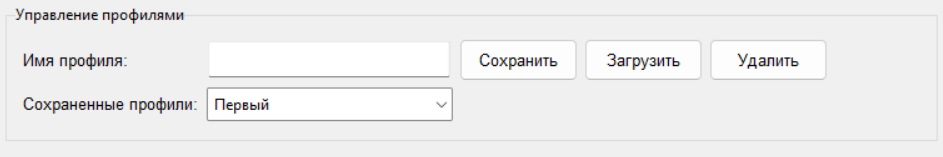 Управление профилями
Имя профиля: Сохранить Загрузить Удалить
Сохраненные профили: Первый